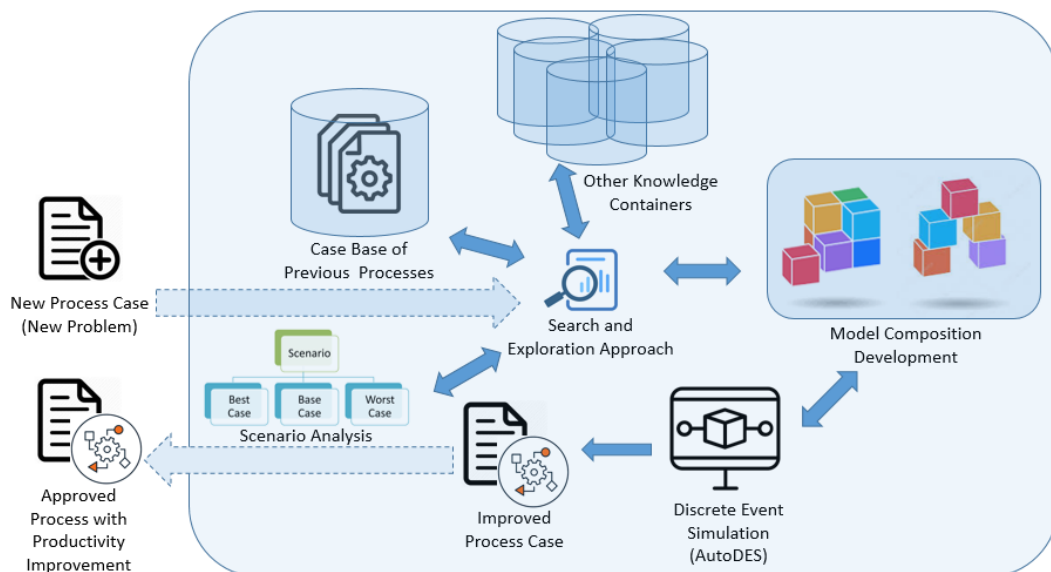 Other Knowledge
Containers
Case Base of
Previous Processes
New Process Case
(New Problem)
Search and
Exploration Approach
Model Composition
Development
Scenario
Best
Case
Base
Case
Worst
Case
Scenario Analysis
Approved
Process with
Productivity
Improvement
Improved
Process Case
Discrete Event
Simulation
(AutoDES)